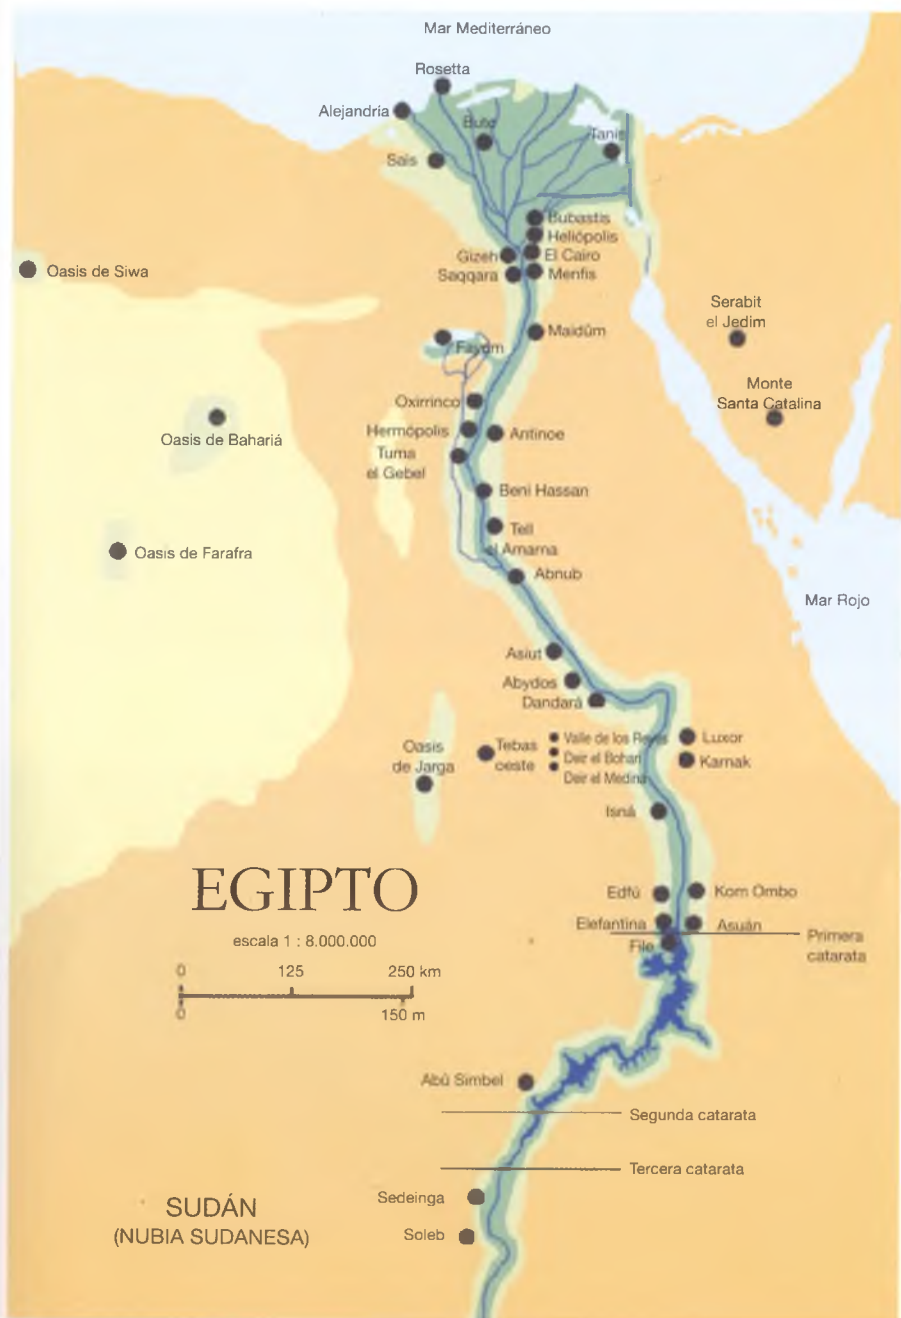 Mar Mediterráneo
Rosetta
Alejandría
Buto
Tanis
Sais
Bubastis
Heliópolis
Gizeh
El Cairo
Saqqara
Menfis
Oasis de Siwa
Serabit
el Jedim
Maidûm
Fayum
Monte
Santa Catalina
Oxirrinco
Oasis de Bahariá
Hermópolis
Antinoe
Tuma
el Gebel
Beni Hassan
Tell
el Amarna
Oasis de Farafra
Abnub
Mar Rojo
Asiut
Abydos
Dandará
Oasis
de Jarga
Tebas
oeste
Valle de los Reyes
Deir el Bohari
Deir el Medina
Luxor
Karnak
Isná
EGIPTO
escala 1 : 8.000.000
0
125
250 km
0
150 m
Edfú
Kom Ombo
Elefantina
Asuán
File
Primera
catarata
Abû Simbel
Segunda catarata
Tercera catarata
Sedeinga
SUDÁN
(NUBIA SUDANESA)
Soleb